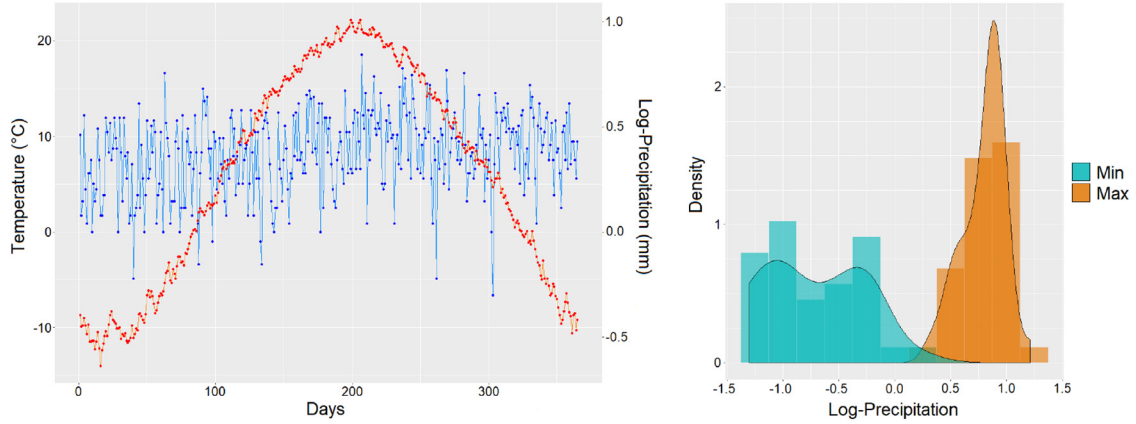 20
10
0
-10
Temperature (°C)
0 100 200 300
Days
1.0
0.5
0.0
-0.5
Log-Precipitation (mm)
2
1
0
Density
-1.5 -1.0 -0.5 0.0 0.5 1.0 1.5
Log-Precipitation
Min
Max